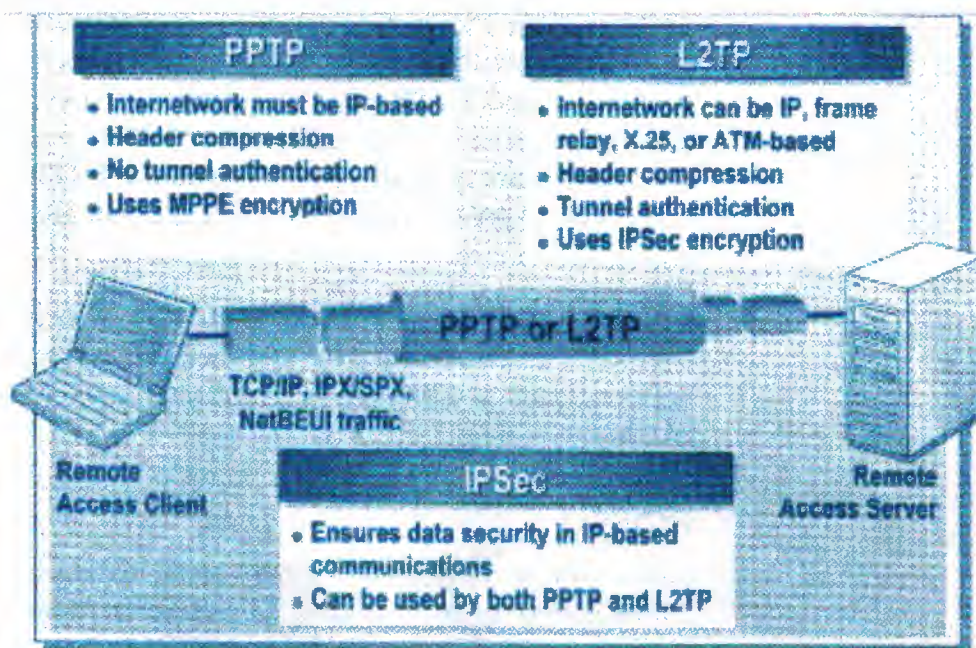 PPTP
• Internetwork must be IP-based
• Header compression
• No tunnel authentication
• Uses MPPE encryption
L2TP
• Internetwork can be IP, frame
relay, X.25, or ATM-based
• Header compression
• Tunnel authentication
• Uses IPSec encryption
PPTP or L2TP
TCP/IP, IPX/SPX,
NetBEUI traffic
Remote
Access Client
Remote
Access Server
IPSec
• Ensures data security in IP-based
communications
• Can be used by both PPTP and L2TP